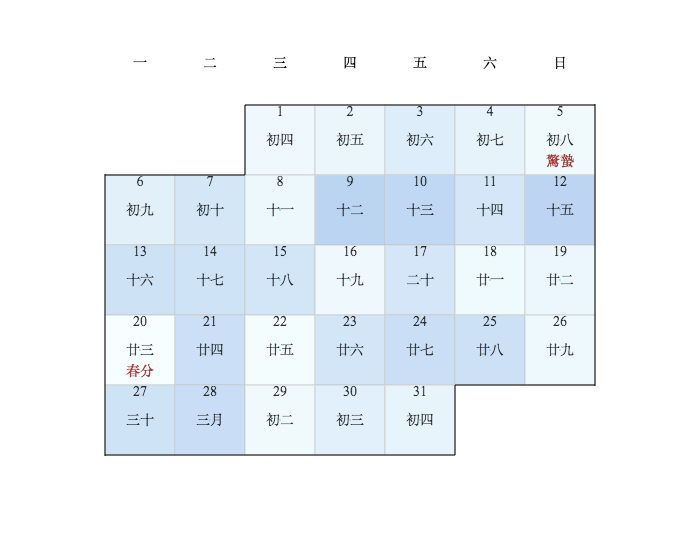 一 二 三 四 五 六 日
1 2 3 4 5
初四 初五 初六 初七 初八
驚蟄
6 7 8 9 10 11 12
初九 初十 十一 十二 十三 十四 十五
13 14 15 16 17 18 19
十六 十七 十八 十九 二十 廿一 廿二
20 21 22 23 24 25 26
廿三 廿四 廿五 廿六 廿七 廿八 廿九
春分
27 28 29 30 31
三十 三月 初二 初三 初四